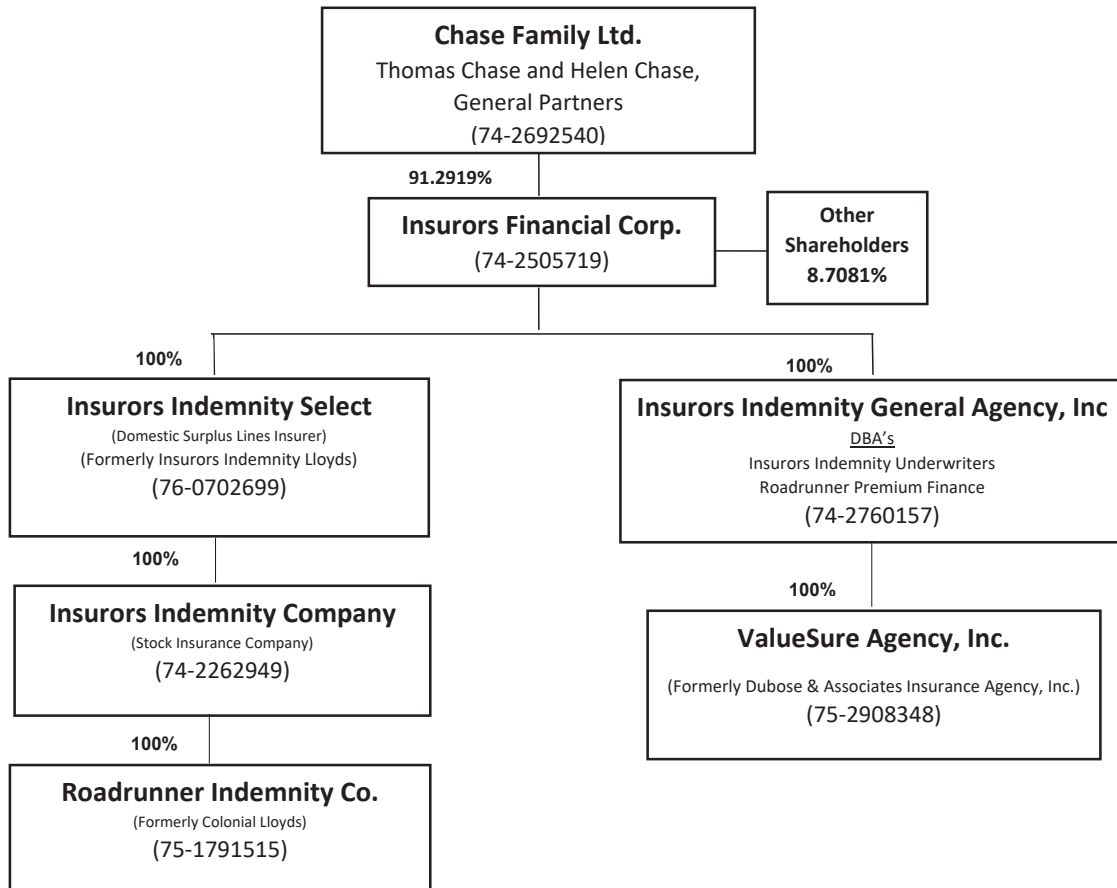 Chase Family Ltd.
Thomas Chase and Helen Chase,
General Partners
(74-2692540)
91.2919%
Insurors Financial Corp.
(74-2505719)
Other
Shareholders
8.7081%
100%
Insurors Indemnity Select
(Domestic Surplus Lines Insurer)
(Formerly Insurors Indemnity Lloyds)
(76-0702699)
100%
Insurors Indemnity Company
(Stock Insurance Company)
(74-2262949)
100%
Roadrunner Indemnity Co.
(Formerly Colonial Lloyds)
(75-1791515)
100%
Insurors Indemnity General Agency, Inc
DBA's
Insurors Indemnity Underwriters
Roadrunner Premium Finance
(74-2760157)
100%
ValueSure Agency, Inc.
(Formerly Dubose & Associates Insurance Agency, Inc.)
(75-2908348)